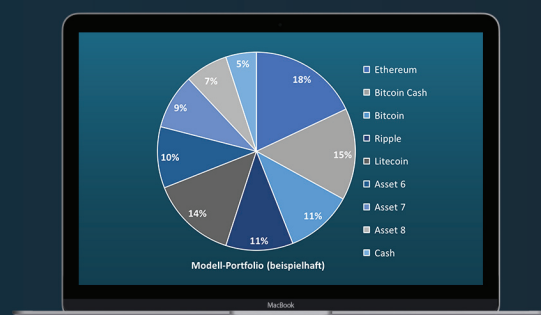 5%
18%
7%
9%
15%
10%
14%
11%
11%
Ethereum
Bitcoin Cash
Bitcoin
Ripple
Litecoin
Asset 6
Asset 7
Asset 8
Cash
Modell-Portfolio (beispielhaft)
MacBook